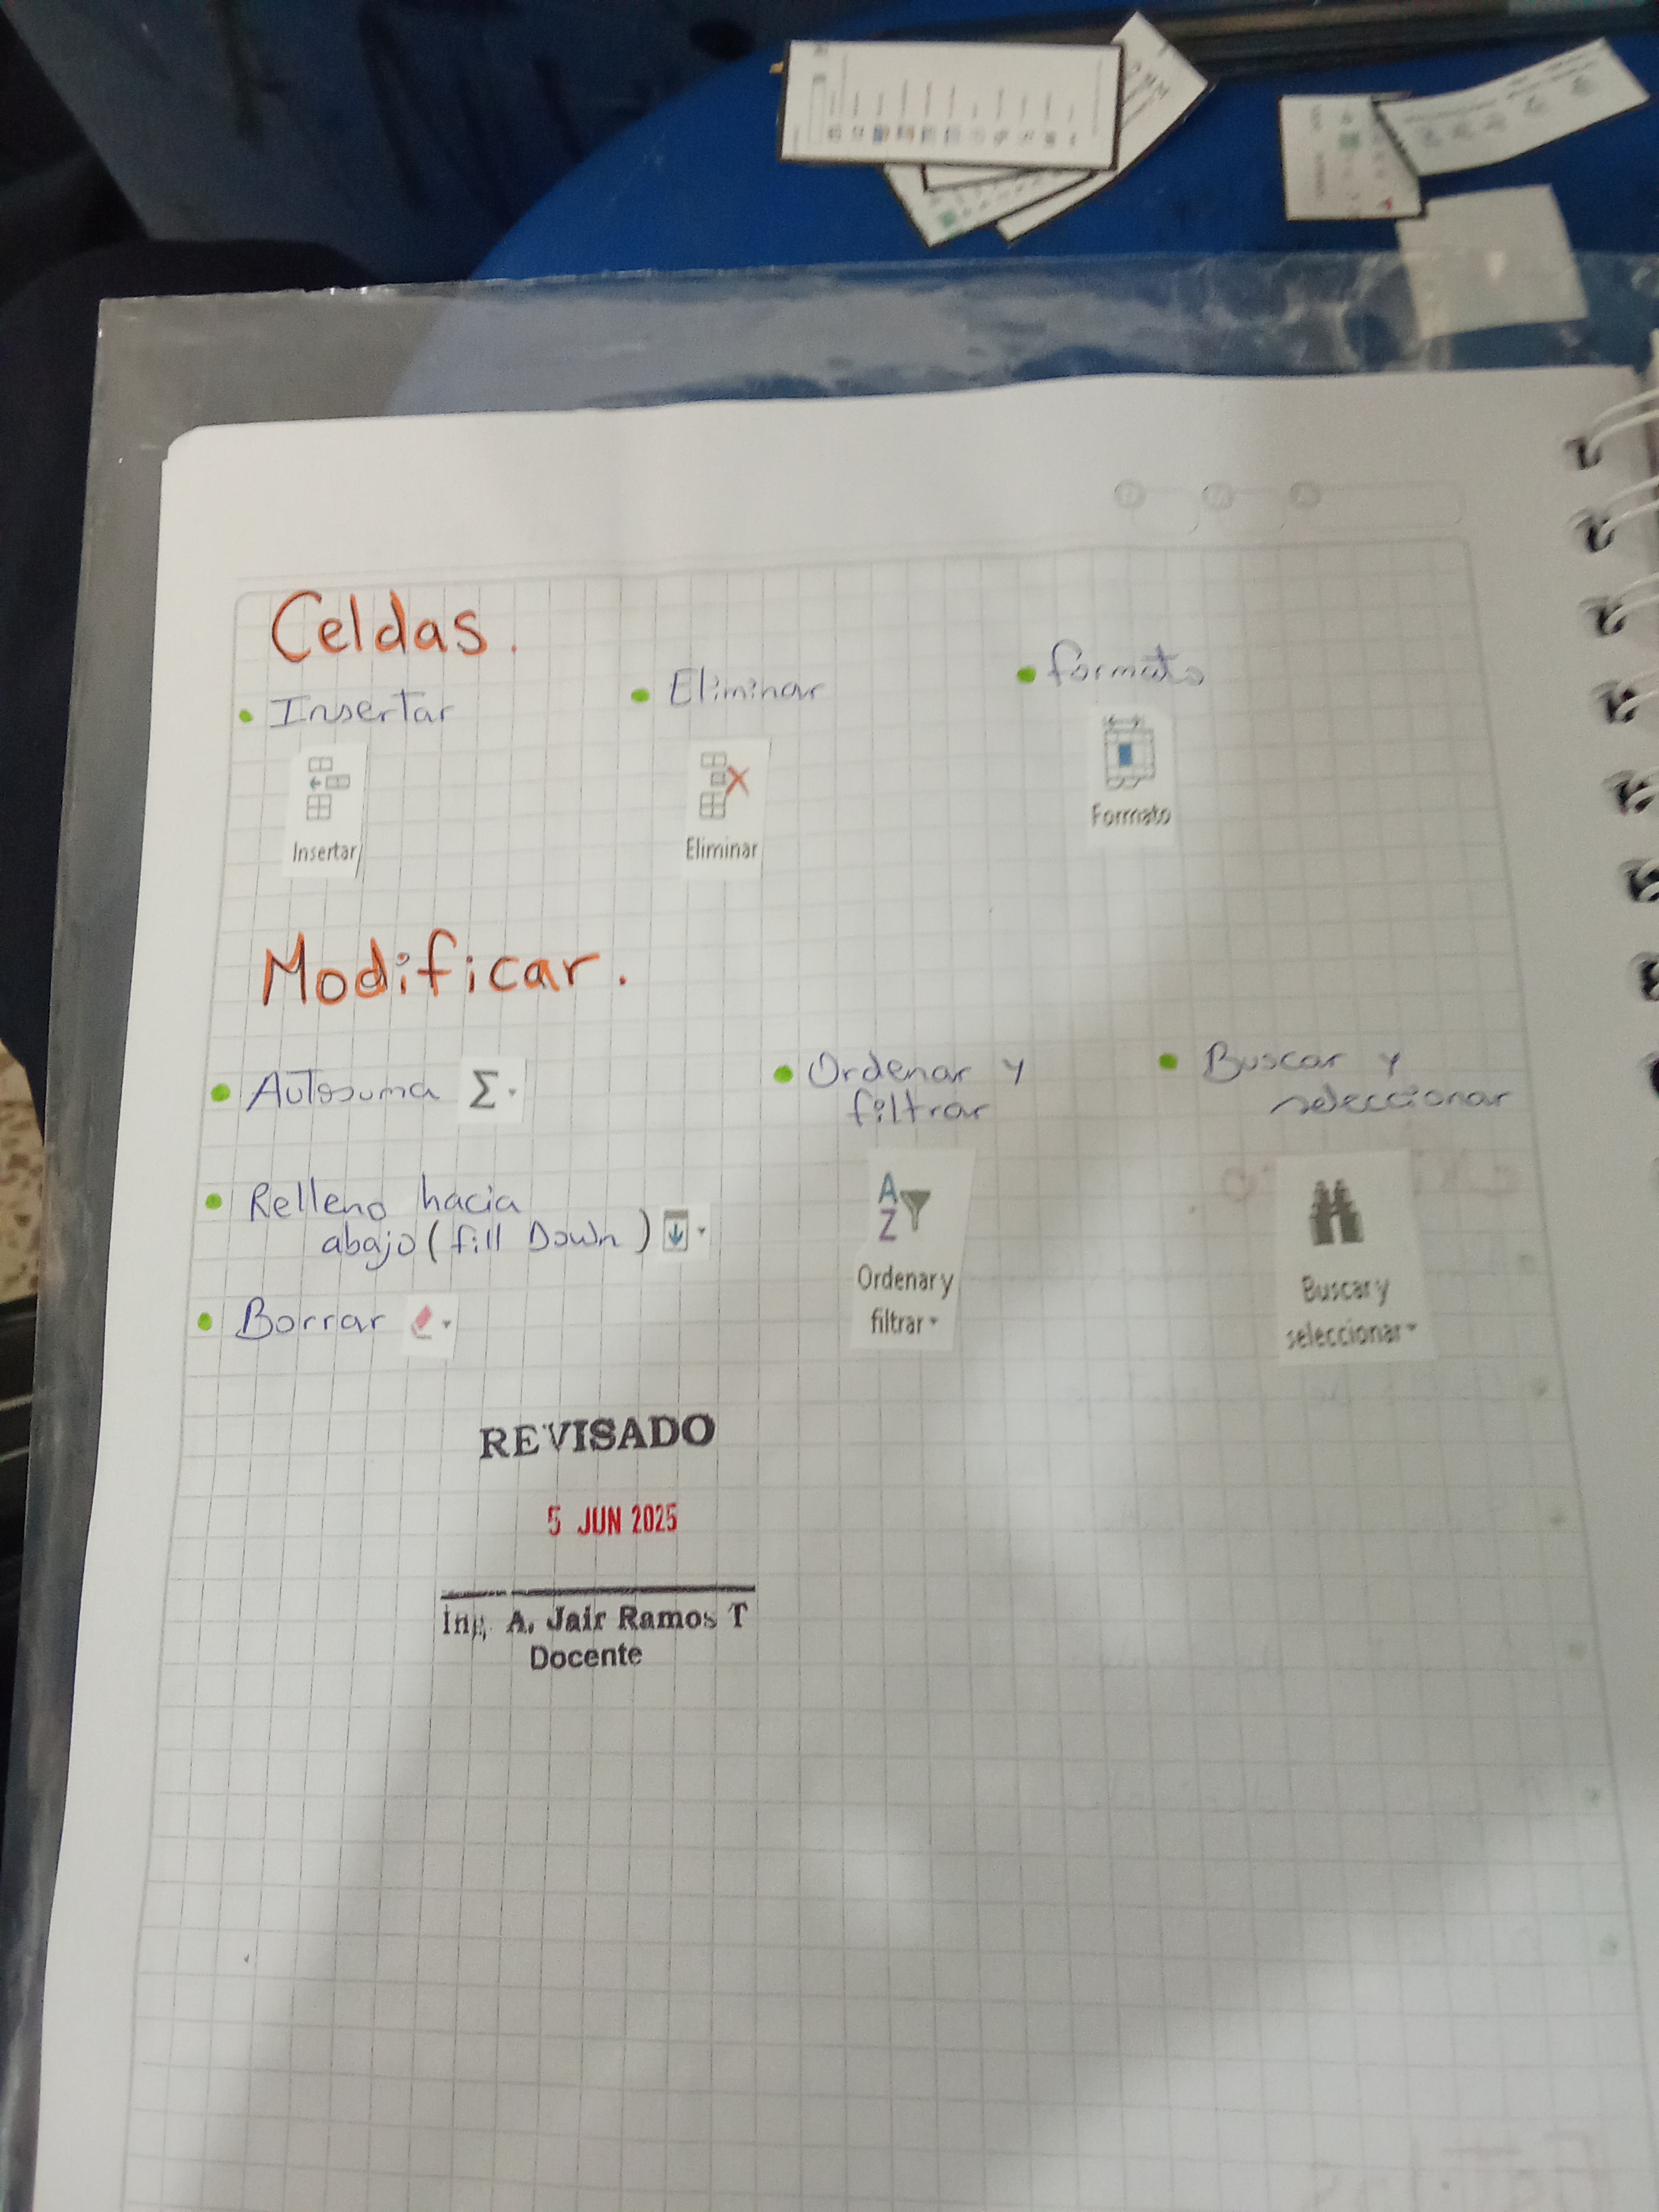 Celdas.
• Insertar
• Eliminar
• Formato
Insertar
Eliminar
Formato
Modificar.
• Autosuma Σ
• Ordenar y
filtrar
• Buscar y
seleccionar
• Relleno hacia
abajo (fill Down)
• Borrar
A
Z
Ordenar y
filtrar
Buscar y
seleccionar
REVISADO
5 JUN 2025
Ing. A. Jair Ramos T
Docente